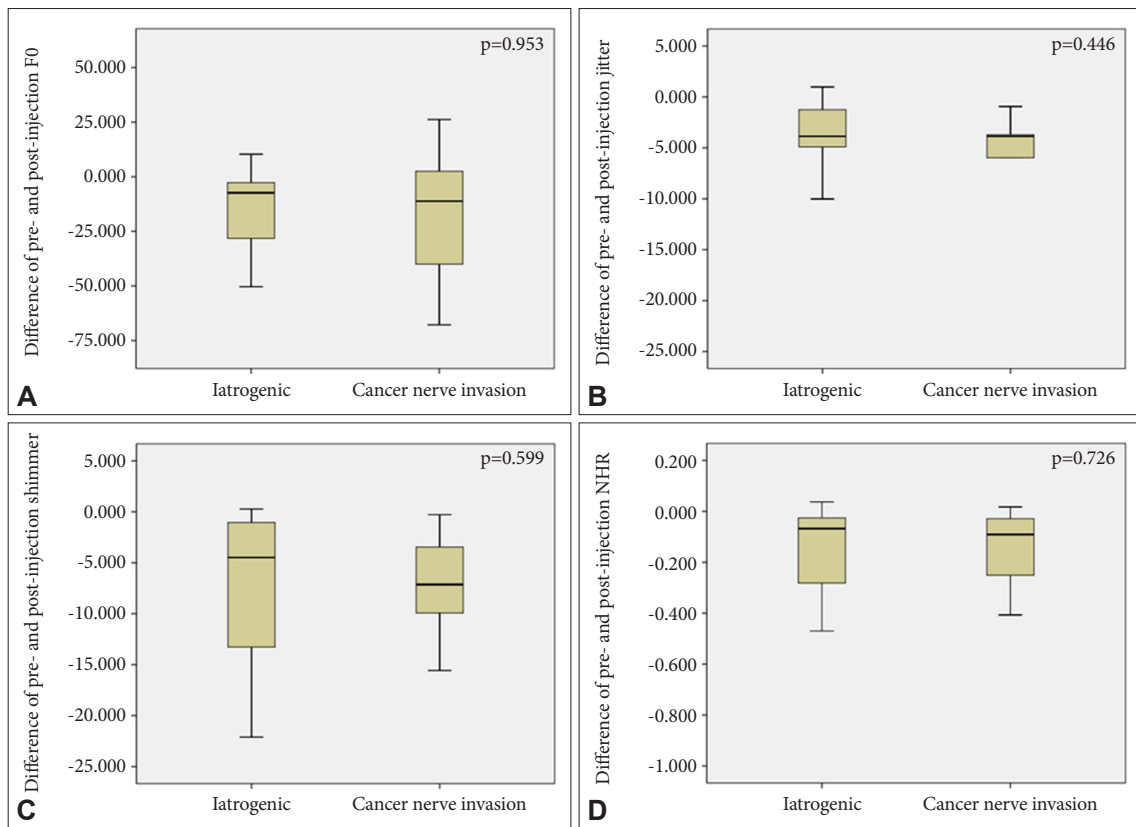 p=0.953
Difference of pre- and post-injection F0
50.000
25.000
0.000
-25.000
-50.000
-75.000
Iatrogenic
Cancer nerve invasion
A
p=0.446
Difference of pre- and post-injection jitter
5.000
0.000
-5.000
-10.000
-15.000
-20.000
-25.000
Iatrogenic
Cancer nerve invasion
B
p=0.599
Difference of pre- and post-injection shimmer
5.000
0.000
-5.000
-10.000
-15.000
-20.000
-25.000
Iatrogenic
Cancer nerve invasion
C
p=0.726
Difference of pre- and post-injection NHR
0.200
0.000
-0.200
-0.400
-0.600
-0.800
-1.000
Iatrogenic
Cancer nerve invasion
D